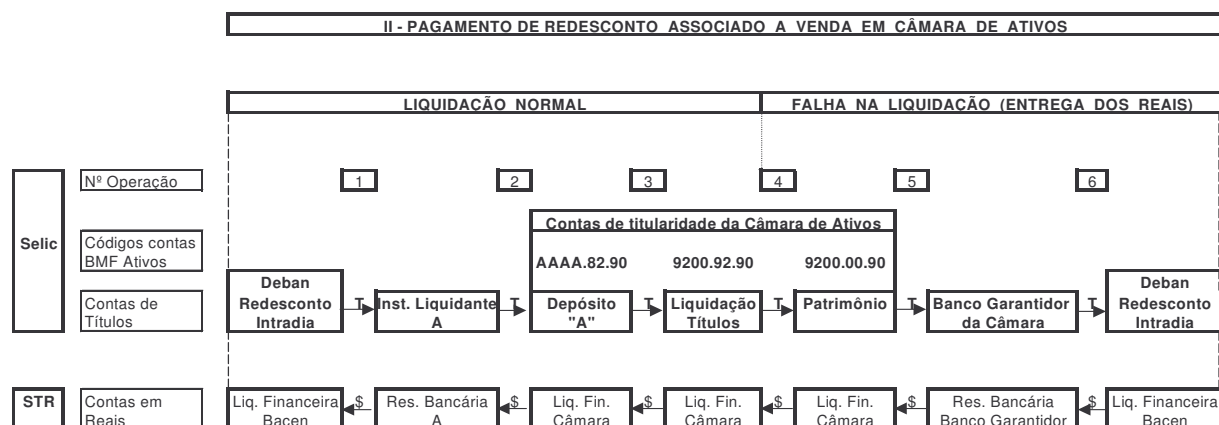 II - PAGAMENTO DE REDESCONTO ASSOCIADO A VENDA EM CÂMARA DE ATIVOS
LIQUIDAÇÃO NORMAL
FALHA NA LIQUIDAÇÃO (ENTREGA DOS REAIS)
Nº Operação
1
2
3
4
5
6
Contas de titularidade da Câmara de Ativos
Selic
Códigos contas
BMF Ativos
AAAA.82.90
9200.92.90
9200.00.90
Contas de
Títulos
Deban
Redesconto
Intradia
T
Inst. Liquidante
A
T
Depósito
"A"
T
Liquidação
Títulos
T
Patrimônio
T
Banco Garantidor
da Câmara
T
Deban
Redesconto
Intradia
STR
Contas em
Reais
Liq. Financeira
Bacen
$
Res. Bancária
A
$
Liq. Fin.
Câmara
$
Liq. Fin.
Câmara
$
Liq. Fin.
Câmara
$
Res. Bancária
Banco Garantidor
$
Liq. Financeira
Bacen